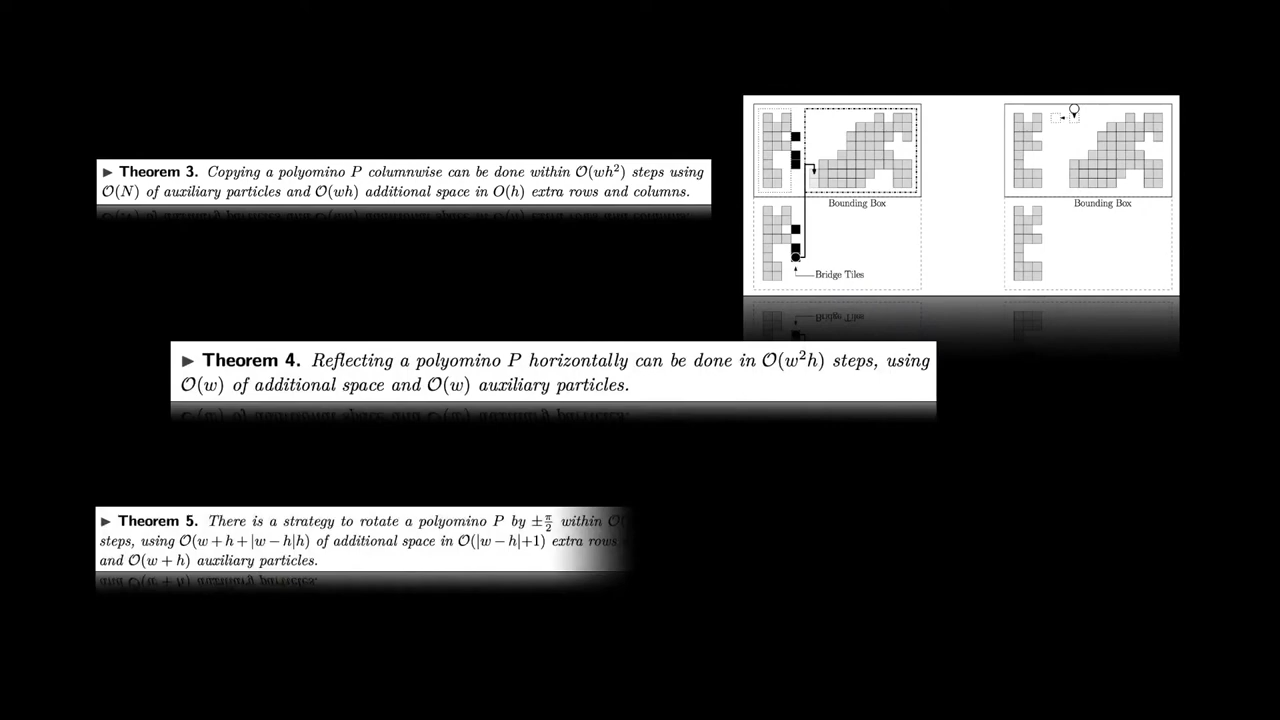 ► Theorem 3. Copying a polyomino P columnwise can be done within O(wh²) steps using
O(N) of auxiliary particles and O(wh) additional space in O(h) extra rows and columns.
Bounding Box
Bounding Box
Bridge Tiles
► Theorem 4. Reflecting a polyomino P horizontally can be done in O(w²h) steps, using
O(w) of additional space and O(w) auxiliary particles.
► Theorem 5. There is a strategy to rotate a polyomino P by ±π/2 within
steps, using O(w + h + |w − h|h) of additional space in O(|w − h|+1) extra rows
and O(w + h) auxiliary particles.